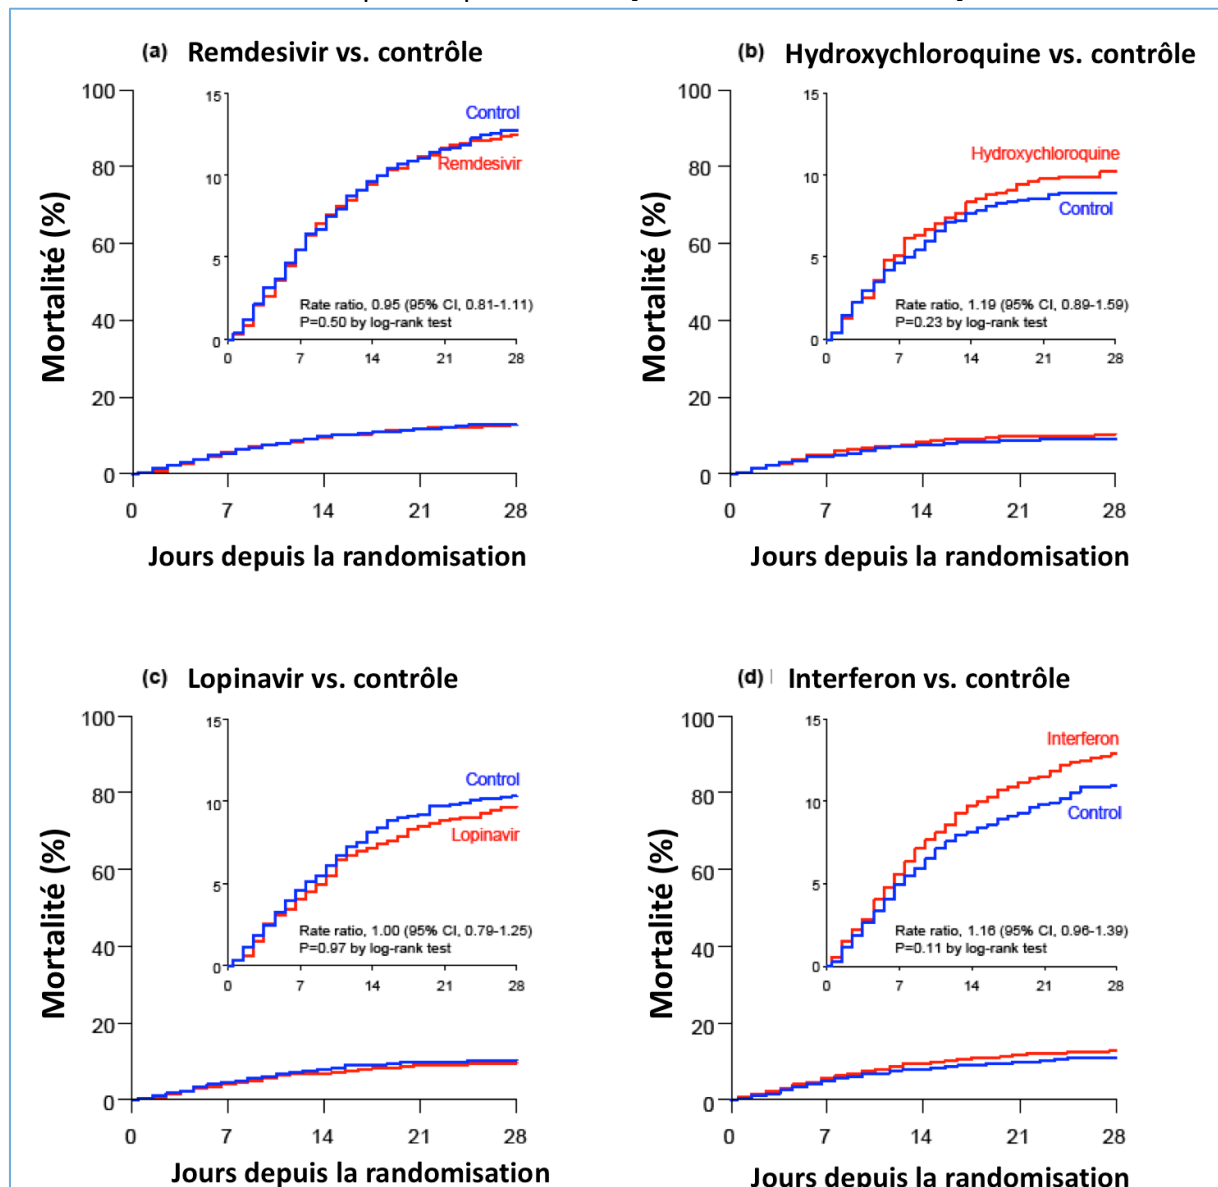 (a) Remdesivir vs. contrôle
Mortalité (%)
100
80
60
40
20
0
15
10
5
0
Control
Remdesivir
Rate ratio, 0.95 (95% CI, 0.81-1.11)
P=0.50 by log-rank test
0 7 14 21 28
0 7 14 21 28
Jours depuis la randomisation
(b) Hydroxychloroquine vs. contrôle
Mortalité (%)
100
80
60
40
20
0
15
10
5
0
Hydroxychloroquine
Control
Rate ratio, 1.19 (95% CI, 0.89-1.59)
P=0.23 by log-rank test
0 7 14 21 28
0 7 14 21 28
Jours depuis la randomisation
(c) Lopinavir vs. contrôle
Mortalité (%)
100
80
60
40
20
0
15
10
5
0
Control
Lopinavir
Rate ratio, 1.00 (95% CI, 0.79-1.25)
P=0.97 by log-rank test
0 7 14 21 28
0 7 14 21 28
Jours depuis la randomisation
(d) Interferon vs. contrôle
Mortalité (%)
100
80
60
40
20
0
15
10
5
0
Interferon
Control
Rate ratio, 1.16 (95% CI, 0.96-1.39)
P=0.11 by log-rank test
0 7 14 21 28
0 7 14 21 28
Jours depuis la randomisation